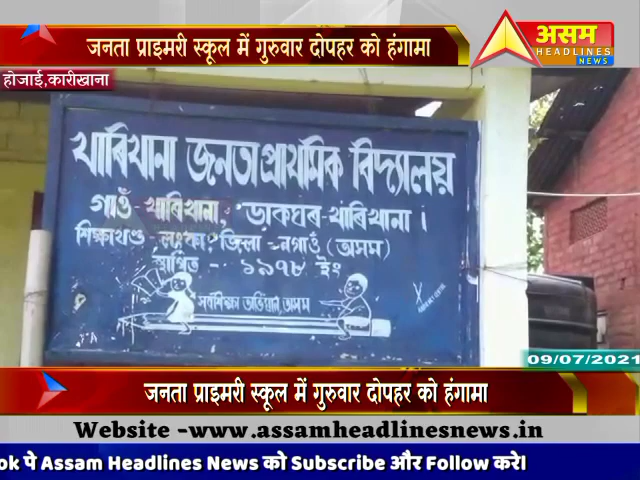 जनता प्राइमरी स्कूल में गुरुवार दोपहर को हंगामा
असम
HEADLINES
NEWS
होजाई,कारीखाना
খাৰিখানা জনতা প্ৰাথমিক বিদ্যালয়
গাওঁ-খাৰিখানা, ডাকঘৰ-খাৰিখানা।
শিক্ষাখণ্ড-লংকা, জিলা-নগাওঁ (অসম)
স্থাপিত - ১৯৭৮ ইং
সৰ্বশিক্ষা অভিযান, অসম
09/07/2021
जनता प्राइमरी स्कूल में गुरुवार दोपहर को हंगामा
Website -www.assamheadlinesnews.in
ok पे Assam Headlines News को Subscribe और Follow करे।